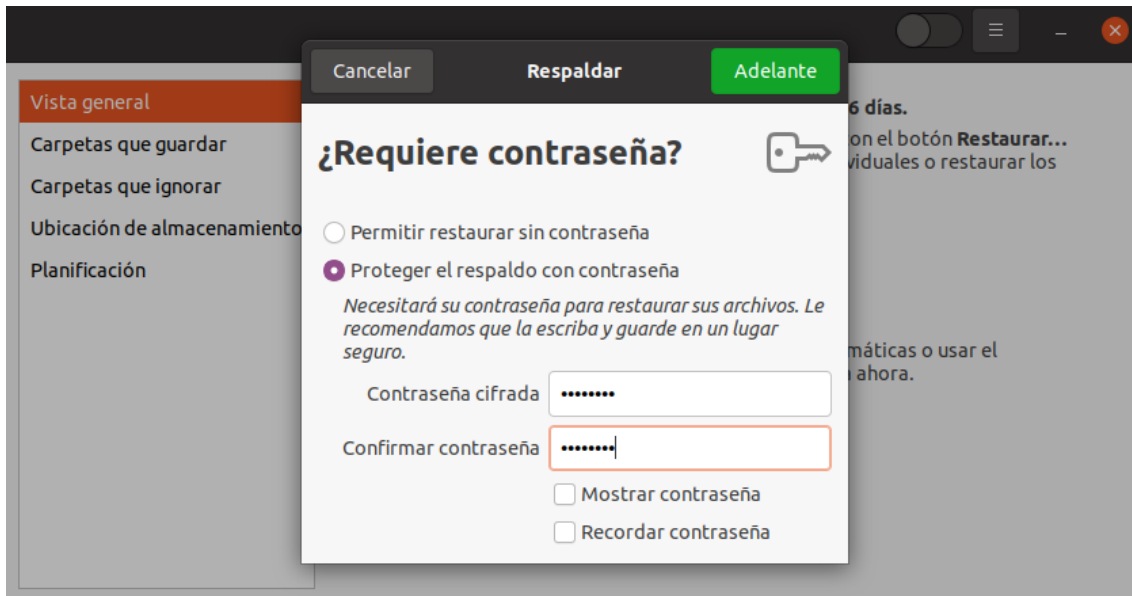 Cancelar
Respaldar
Adelante
Vista general
Carpetas que guardar
Carpetas que ignorar
Ubicación de almacenamiento
Planificación
¿Requiere contraseña?
Permitir restaurar sin contraseña
Proteger el respaldo con contraseña
Necesitará su contraseña para restaurar sus archivos. Le
recomendamos que la escriba y guarde en un lugar
seguro.
Contraseña cifrada ••••••••
Confirmar contraseña ••••••••
Mostrar contraseña
Recordar contraseña
6 días.
con el botón Restaurar...
viduales o restaurar los
máticas o usar el
ahora.